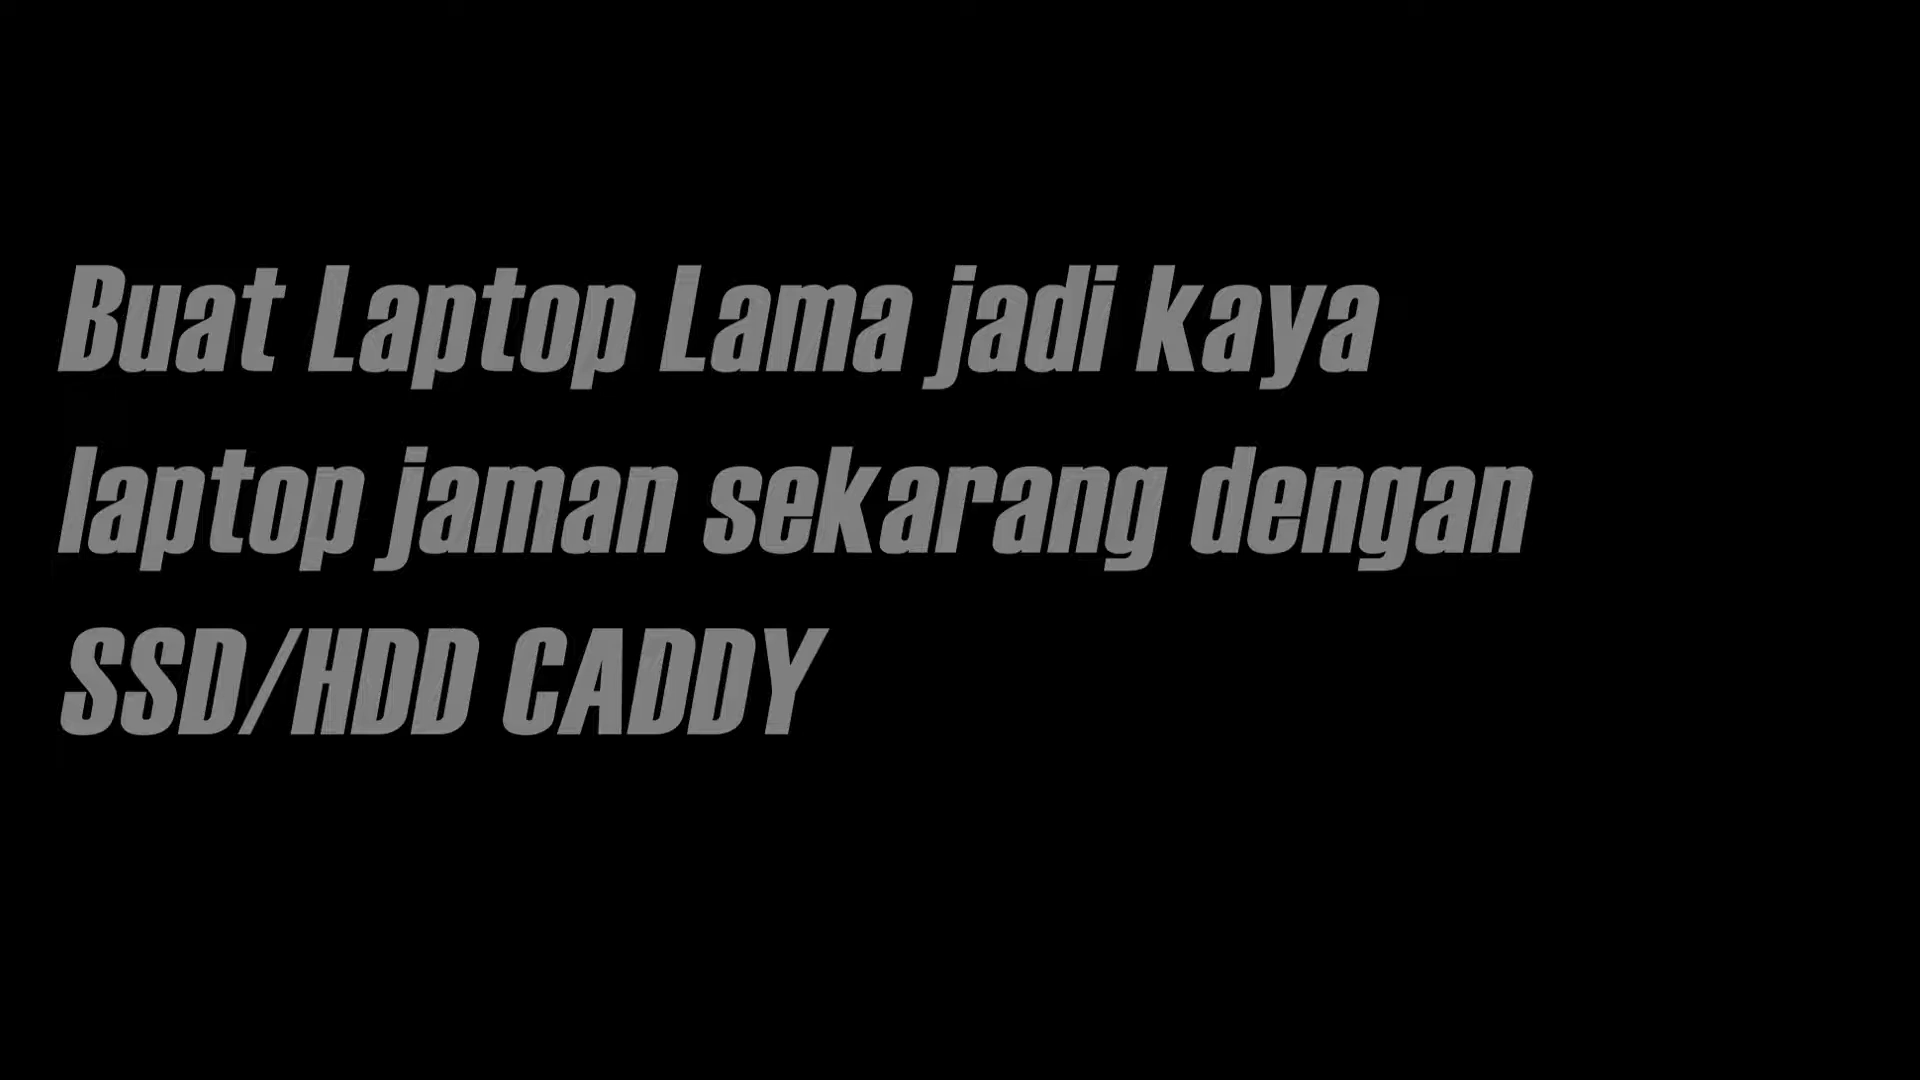 Buat Laptop Lama jadi kaya
laptop jaman sekarang dengan
SSD/HDD CADDY